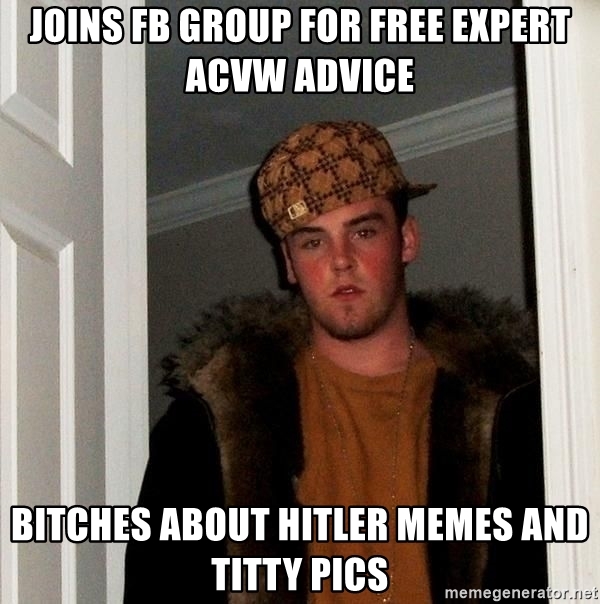 JOINS FB GROUP FOR FREE EXPERT
ACVW ADVICE
BITCHES ABOUT HITLER MEMES AND
TITTY PICS
memegenerator.net